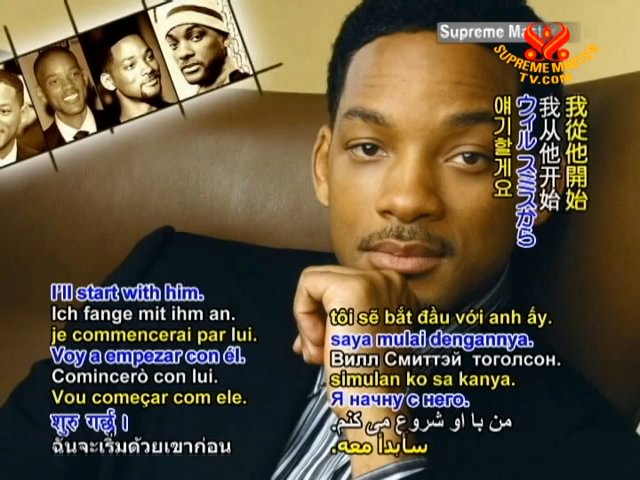 Supreme Mast
SUPREME MASTER
TV.COM
我從他開始
我从他开始
ウィル スミスから
얘기할게요
I'll start with him.
Ich fange mit ihm an.
je commencerai par lui.
Voy a empezar con él.
Comincerò con lui.
Vou começar com ele.
शुरु गर्छु।
ฉันจะเริ่มด้วยเขาก่อน
tôi sẽ bắt đầu với anh ấy.
saya mulai dengannya.
Вилл Смиттэй тоголсон.
simulan ko sa kanya.
Я начну с него.
من با او شروع می کنم.
سأبدأ معه.